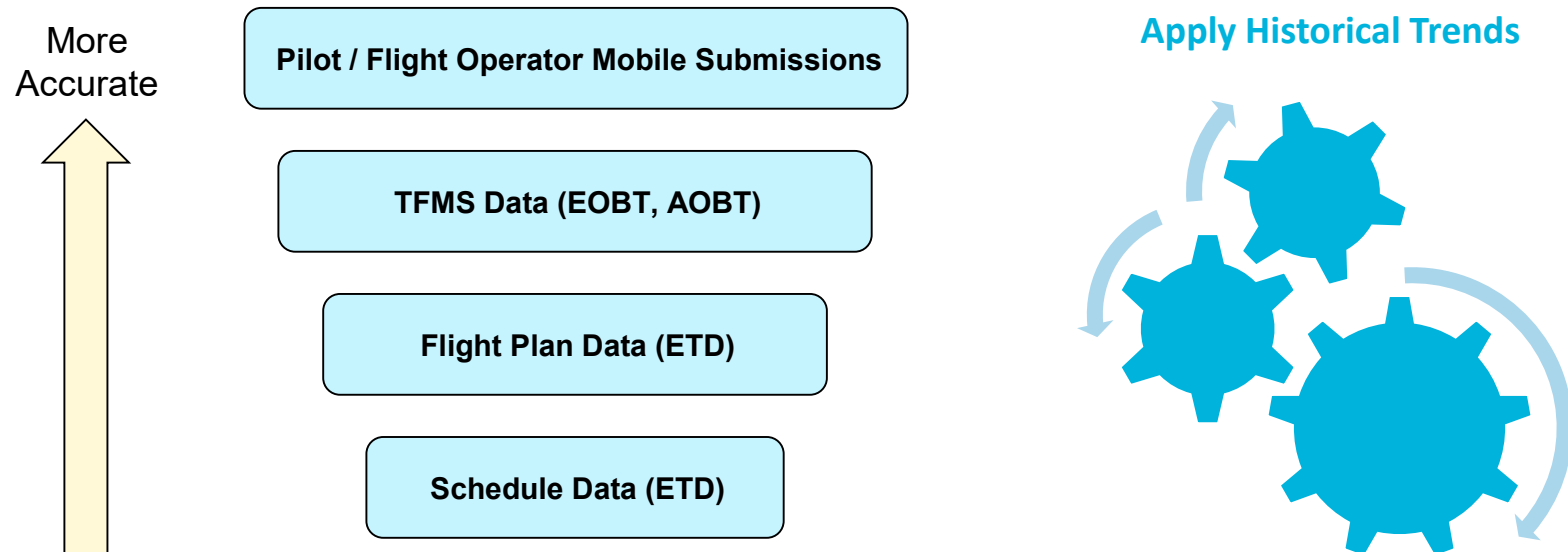 More
Accurate
Pilot / Flight Operator Mobile Submissions
TFMS Data (EOBT, AOBT)
Flight Plan Data (ETD)
Schedule Data (ETD)
Apply Historical Trends